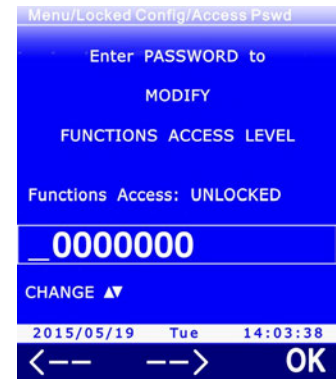 Menu/Locked Config/Access Pswd
Enter PASSWORD to
MODIFY
FUNCTIONS ACCESS LEVEL
Functions Access: UNLOCKED
_0000000
CHANGE ▲▼
2015/05/19 Tue 14:03:38
<-- --> OK